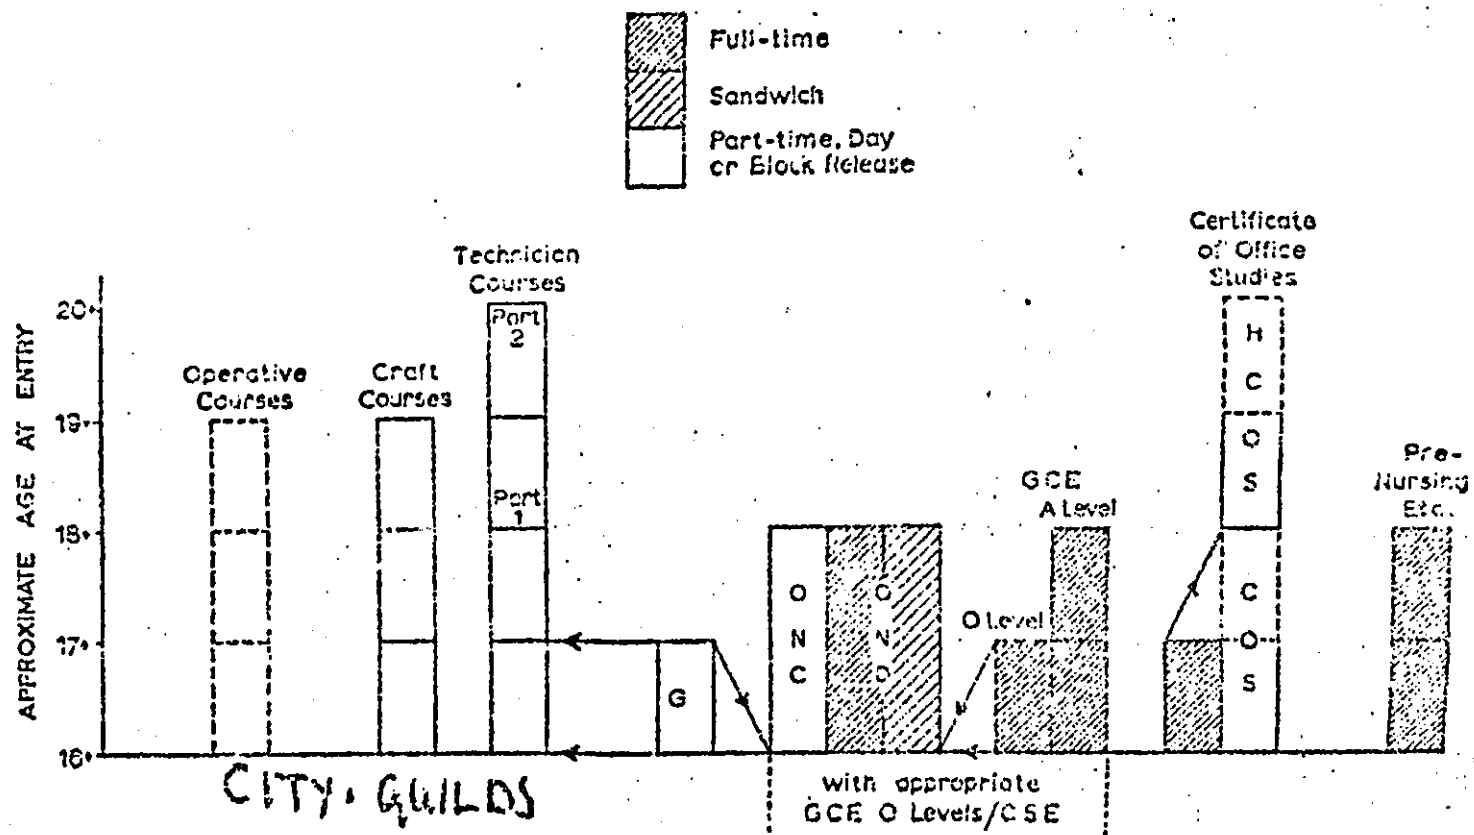 Full-time
Sandwich
Part-time, Day
or Block Release
Certificate
of Office
Studies
Technician
Courses
APPROXIMATE AGE AT ENTRY
20
19
18
17
16
Operative
Courses
Craft
Courses
Part
2
Part
1
G
O
N
C
O
N
D
O Level
GCE
A Level
H
C
O
S
C
O
S
Pre-
Nursing
Etc.
CITY. GUILDS
with appropriate
GCE O Levels/CSE